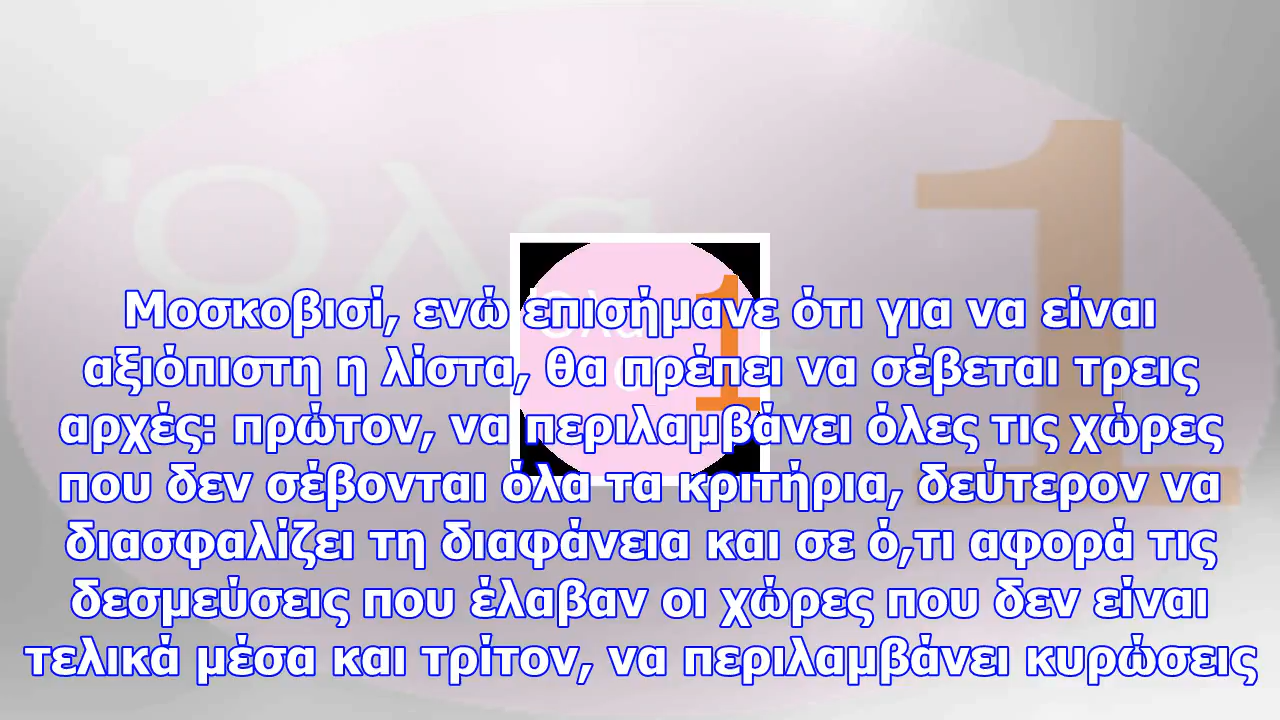 Όλα
1
Μοσκοβισί, ενώ επισήμανε ότι για να είναι
αξιόπιστη η λίστα, θα πρέπει να σέβεται τρεις
αρχές: πρώτον, να περιλαμβάνει όλες τις χώρες
που δεν σέβονται όλα τα κριτήρια, δεύτερον να
διασφαλίζει τη διαφάνεια και σε ό,τι αφορά τις
δεσμεύσεις που έλαβαν οι χώρες που δεν είναι
τελικά μέσα και τρίτον, να περιλαμβάνει κυρώσεις